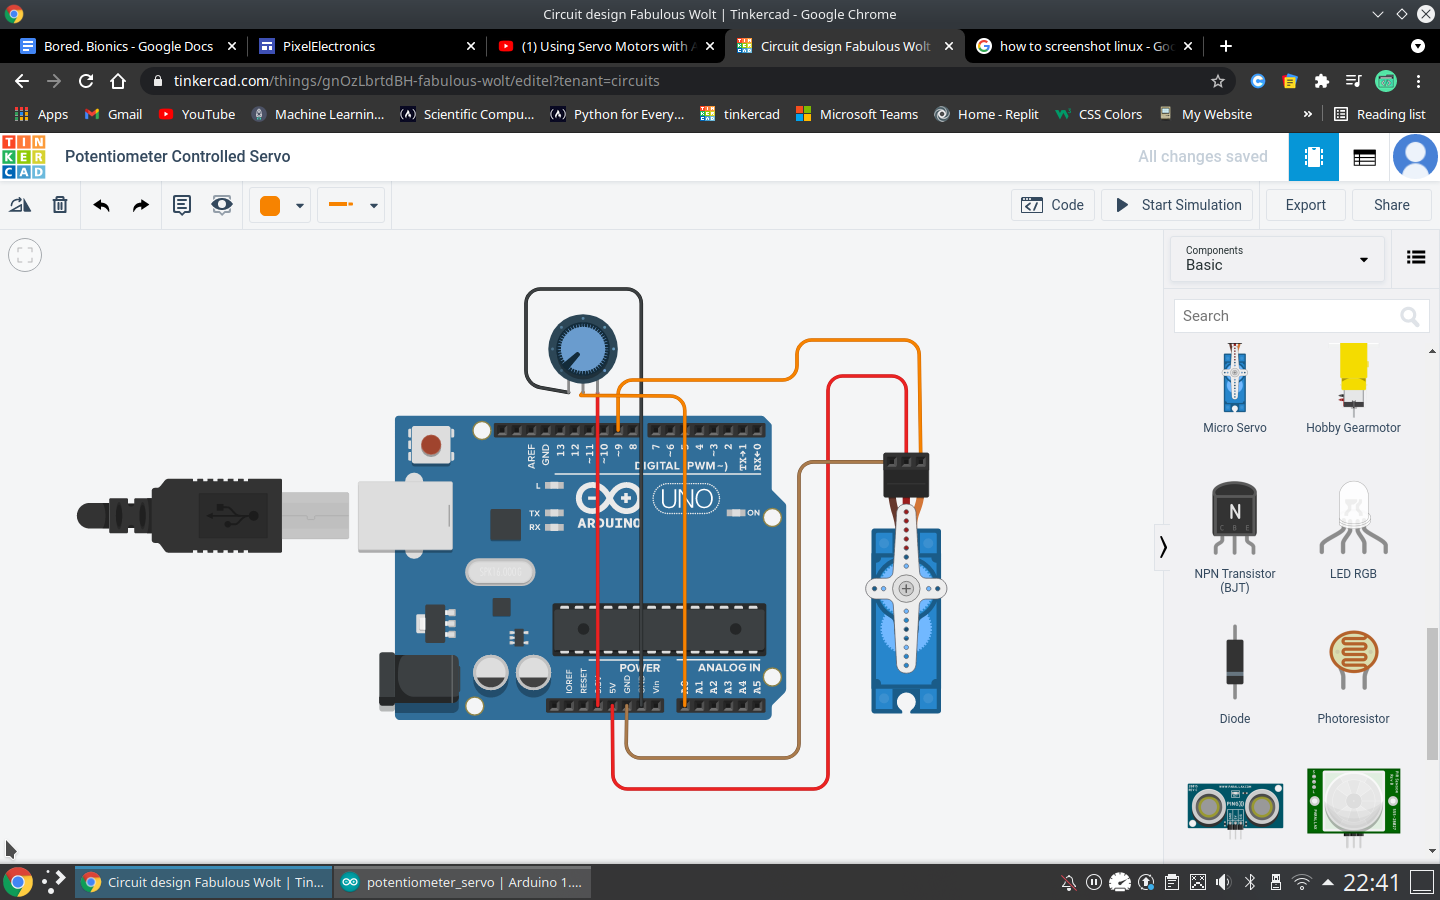 Circuit design Fabulous Wolt | Tinkercad - Google Chrome
Bored. Bionics - Google Docs
PixelElectronics
(1) Using Servo Motors with
Circuit design Fabulous Wolt
how to screenshot linux - Goo
tinkercad.com/things/gnOzLbrtdBH-fabulous-wolt/editel?tenant=circuits
Apps
Gmail
YouTube
Machine Learnin...
Scientific Compu...
Python for Every...
tinkercad
Microsoft Teams
Home - Replit
CSS Colors
My Website
»
Reading list
TIN
KER
CAD
Potentiometer Controlled Servo
All changes saved
Code
Start Simulation
Export
Share
Components
Basic
Search
Micro Servo
Hobby Gearmotor
N
C B E
NPN Transistor
(BJT)
LED RGB
Diode
Photoresistor
AREF
GND
13
12
~11
~10
~9
8
7
~6
4
~3
2
TX→1
RX←0
DIGITAL (PWM~)
L
TX
RX
ARDUINO
UNO
ON
POWER
ANALOG IN
IOREF
RESET
5V
GND
Vin
A1
A2
A3
A4
A5
Circuit design Fabulous Wolt | Tin...
potentiometer_servo | Arduino 1....
22:41